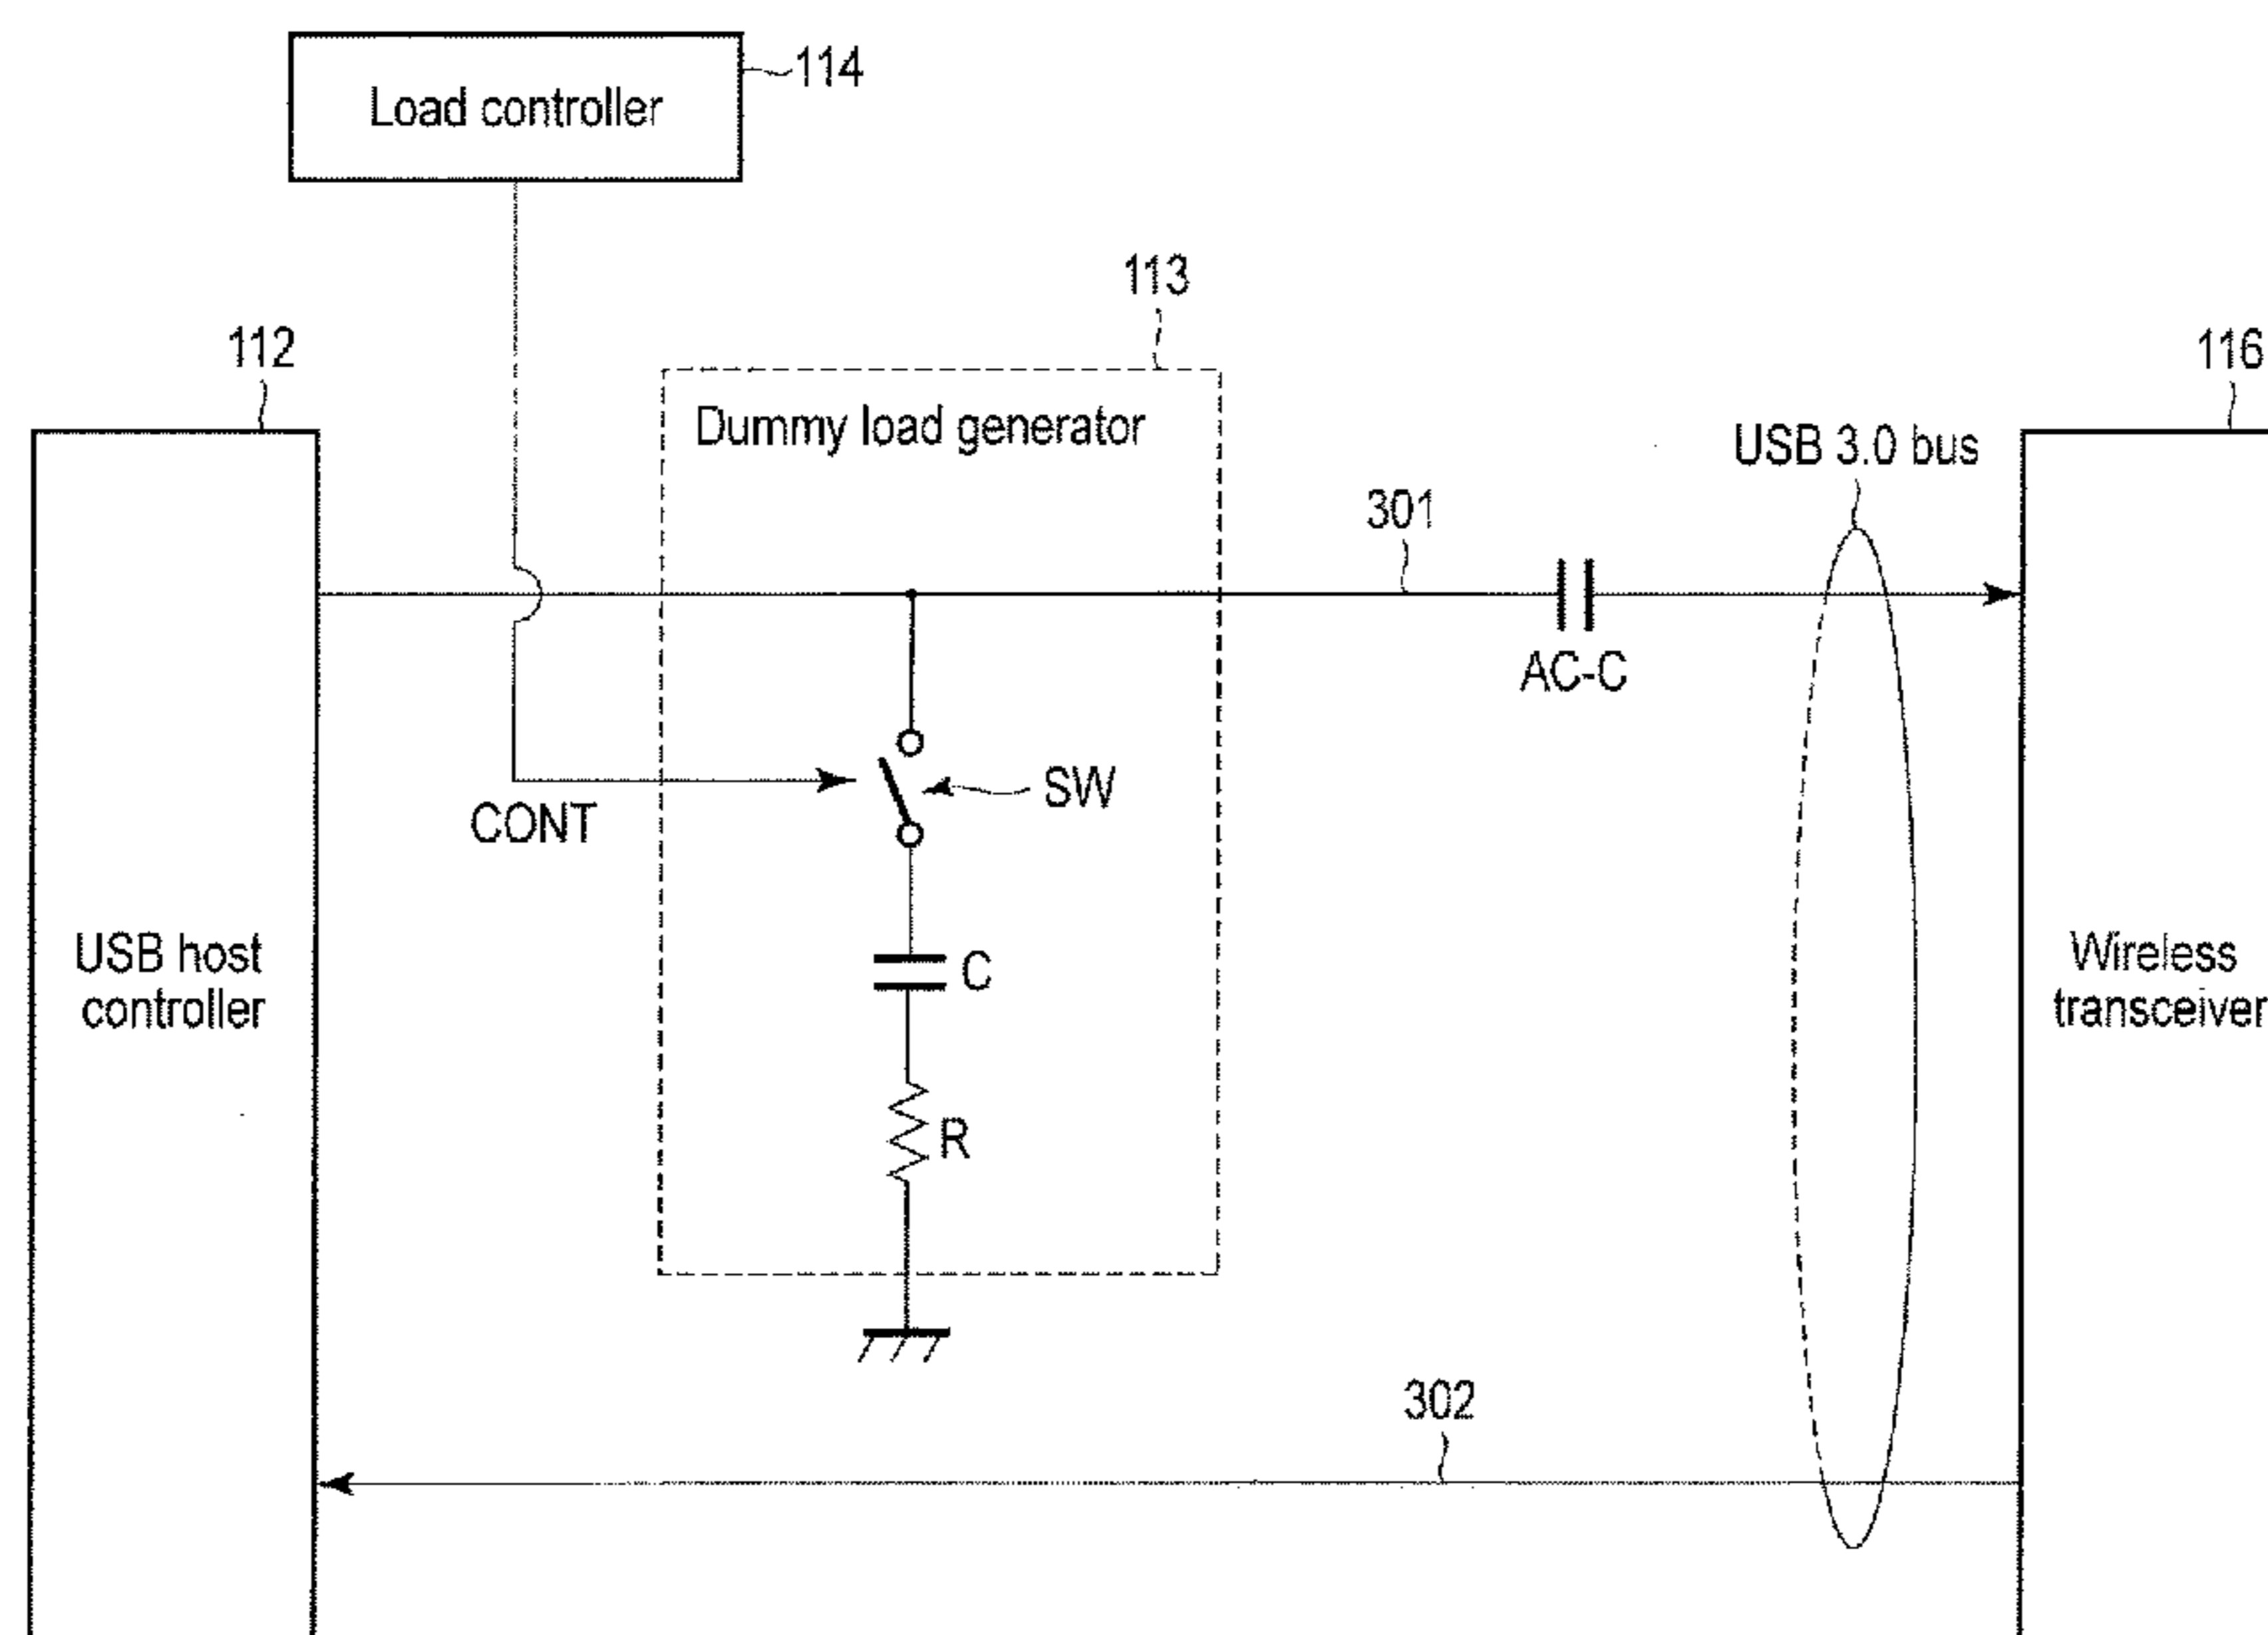 114
Load controller
113
112
116
Dummy load generator
USB 3.0 bus
301
AC-C
SW
CONT
USB host
controller
C
Wireless
transceiver
R
302